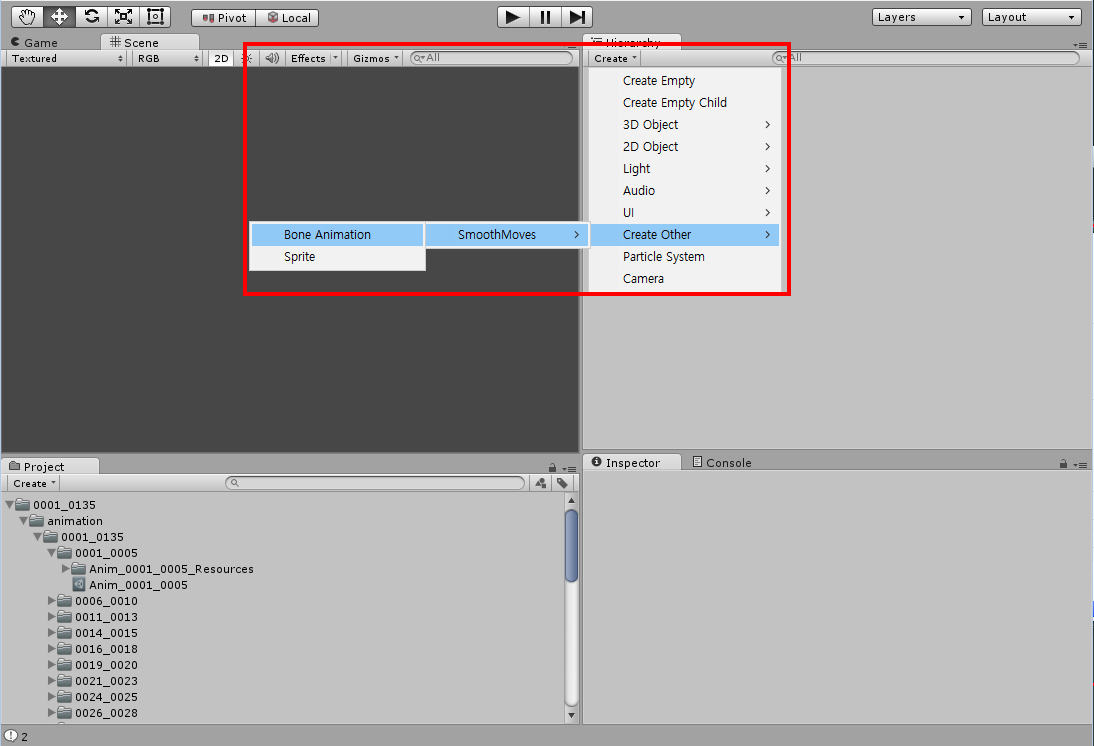 Pivot Local Layers Layout
Game Scene Hierarchy
Textured RGB 2D Effects Gizmos All Create All
Create Empty
Create Empty Child
3D Object
2D Object
Light
Audio
UI
Bone Animation SmoothMoves Create Other
Sprite Particle System
Camera
Project Inspector Console
Create
0001_0135
animation
0001_0135
0001_0005
Anim_0001_0005_Resources
Anim_0001_0005
0006_0010
0011_0013
0014_0015
0016_0018
0019_0020
0021_0023
0024_0025
0026_0028
2